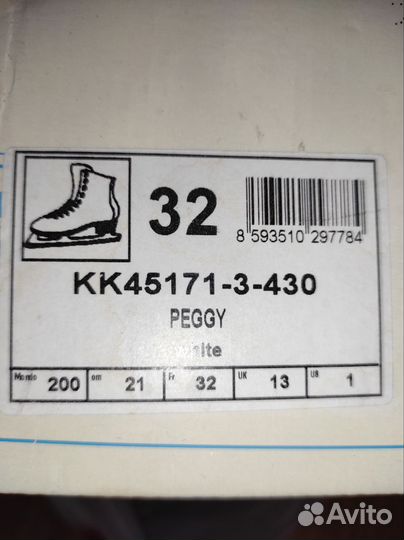 32
8 593510 297784
KK45171-3-430
PEGGY
Mondo 200 cm 21 Fr 32 UK 13 US 1
Avito